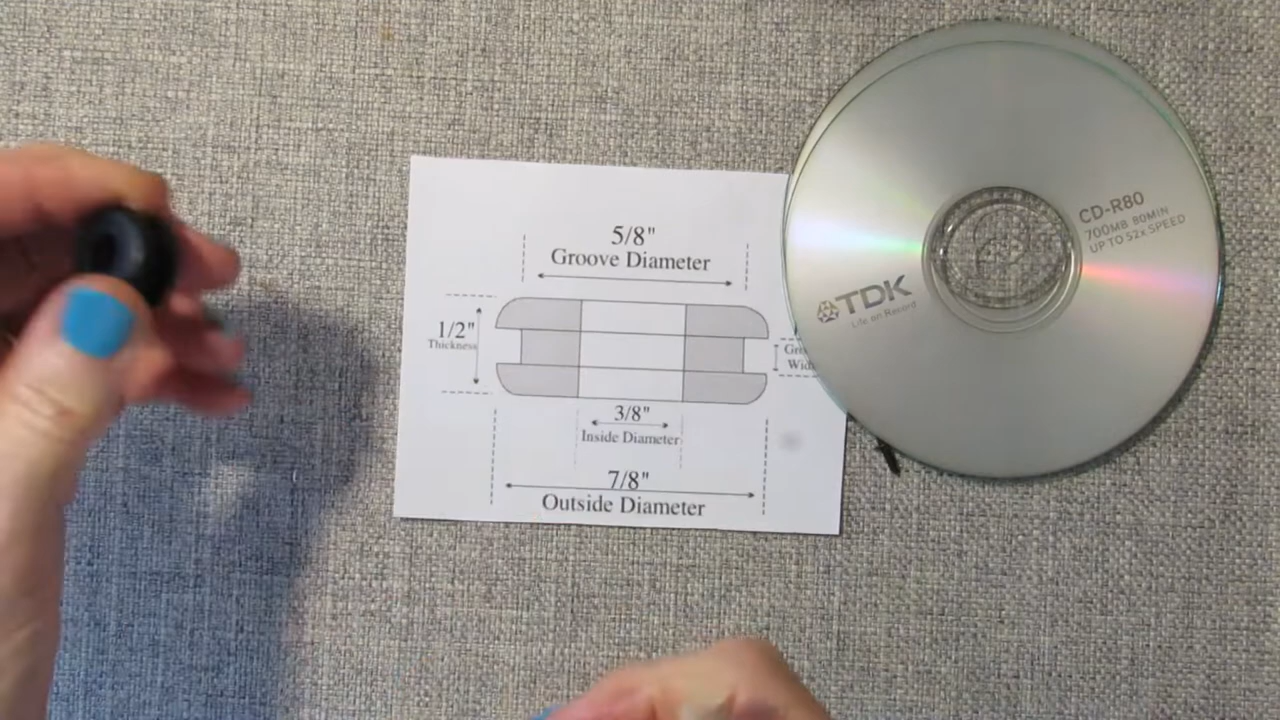 5/8"
Groove Diameter
1/2"
Thickness
3/8"
Inside Diameter
7/8"
Outside Diameter
CD-R80
700MB 80MIN
UP TO 52x SPEED
TDK
Life on Record